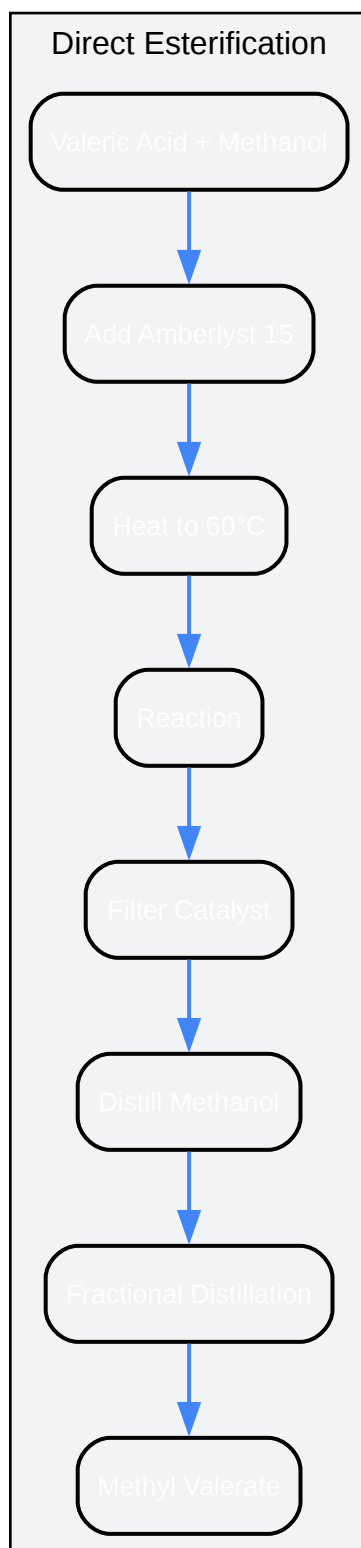 Direct Esterification
Valeric Acid + Methanol
Add Amberlyst 15
Heat to 60°C
Reaction
Filter Catalyst
Distill Methanol
Fractional Distillation
Methyl Valerate